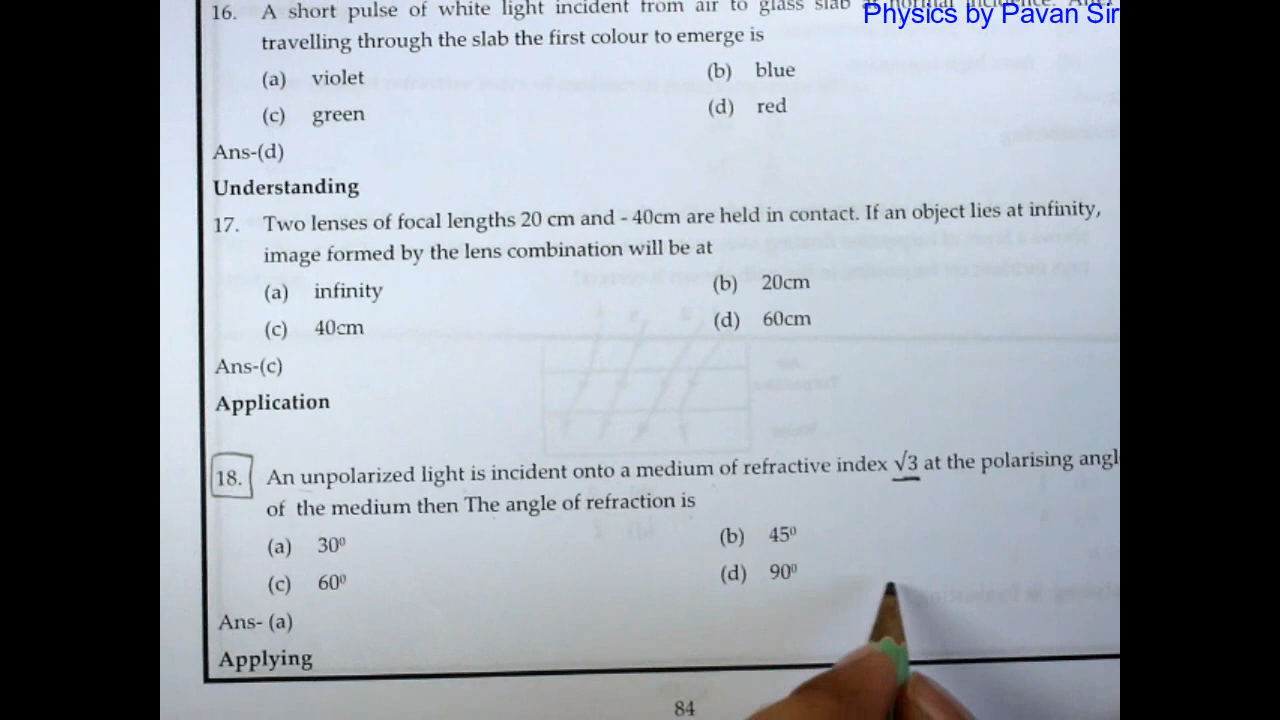 16. A short pulse of white light incident from air to glass slab
Physics by Pavan Sir
travelling through the slab the first colour to emerge is
(a) violet (b) blue
(c) green (d) red
Ans-(d)
Understanding
17. Two lenses of focal lengths 20 cm and - 40cm are held in contact. If an object lies at infinity,
image formed by the lens combination will be at
(a) infinity (b) 20cm
(c) 40cm (d) 60cm
Ans-(c)
Application
18. An unpolarized light is incident onto a medium of refractive index √3 at the polarising angl
of the medium then The angle of refraction is
(a) 30⁰ (b) 45⁰
(c) 60⁰ (d) 90⁰
Ans- (a)
Applying
84